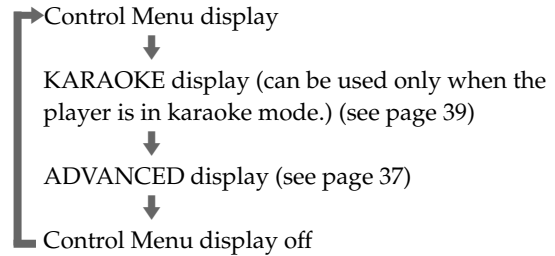 Control Menu display
KARAOKE display (can be used only when the
player is in karaoke mode.) (see page 39)
ADVANCED display (see page 37)
Control Menu display off